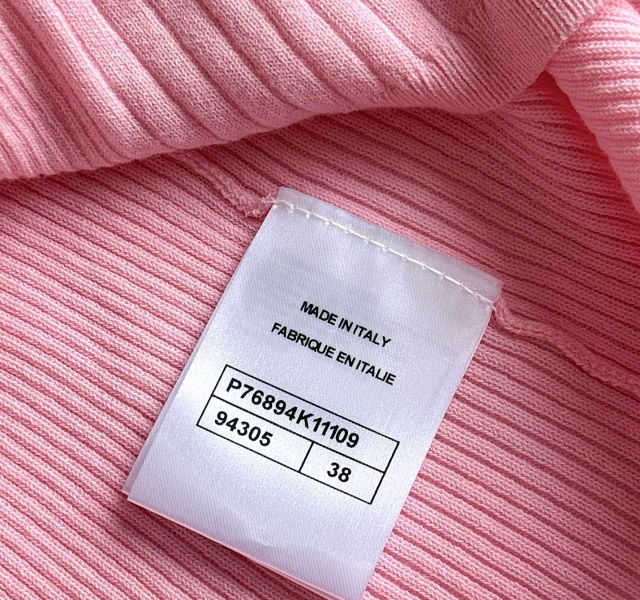 MADE IN ITALY
FABRIQUE EN ITALIE
P76894K11109
94305 38